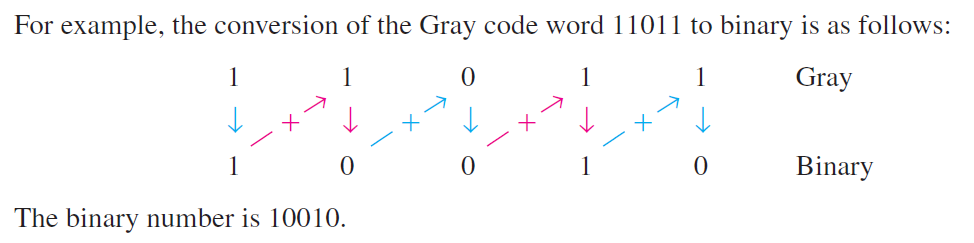 For example, the conversion of the Gray code word 11011 to binary is as follows:
1 1 0 1 1 Gray
+ + + +
1 0 0 1 0 Binary
The binary number is 10010.